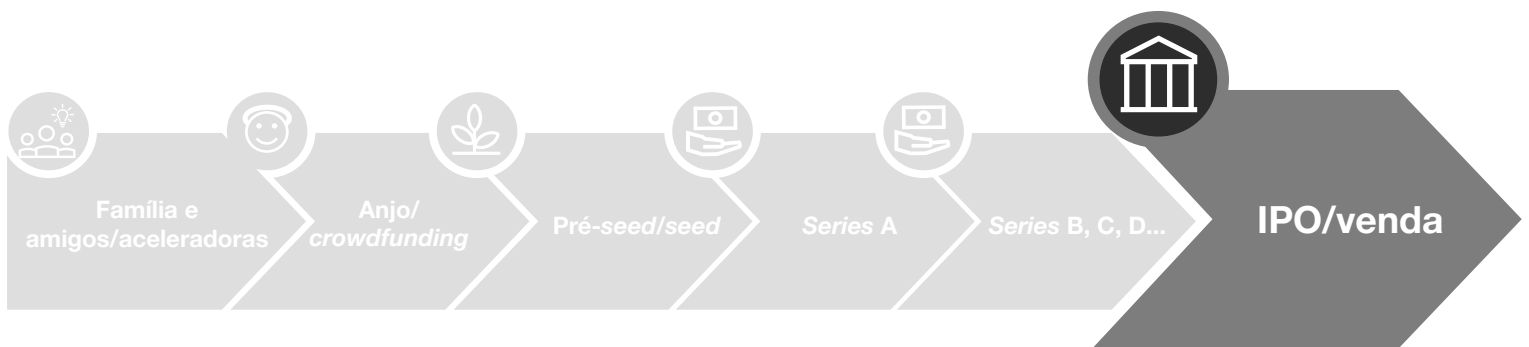 Família e
amigos/aceleradoras
Anjo/
crowdfunding
Pré-seed/seed
Series A
Series B, C, D...
IPO/venda